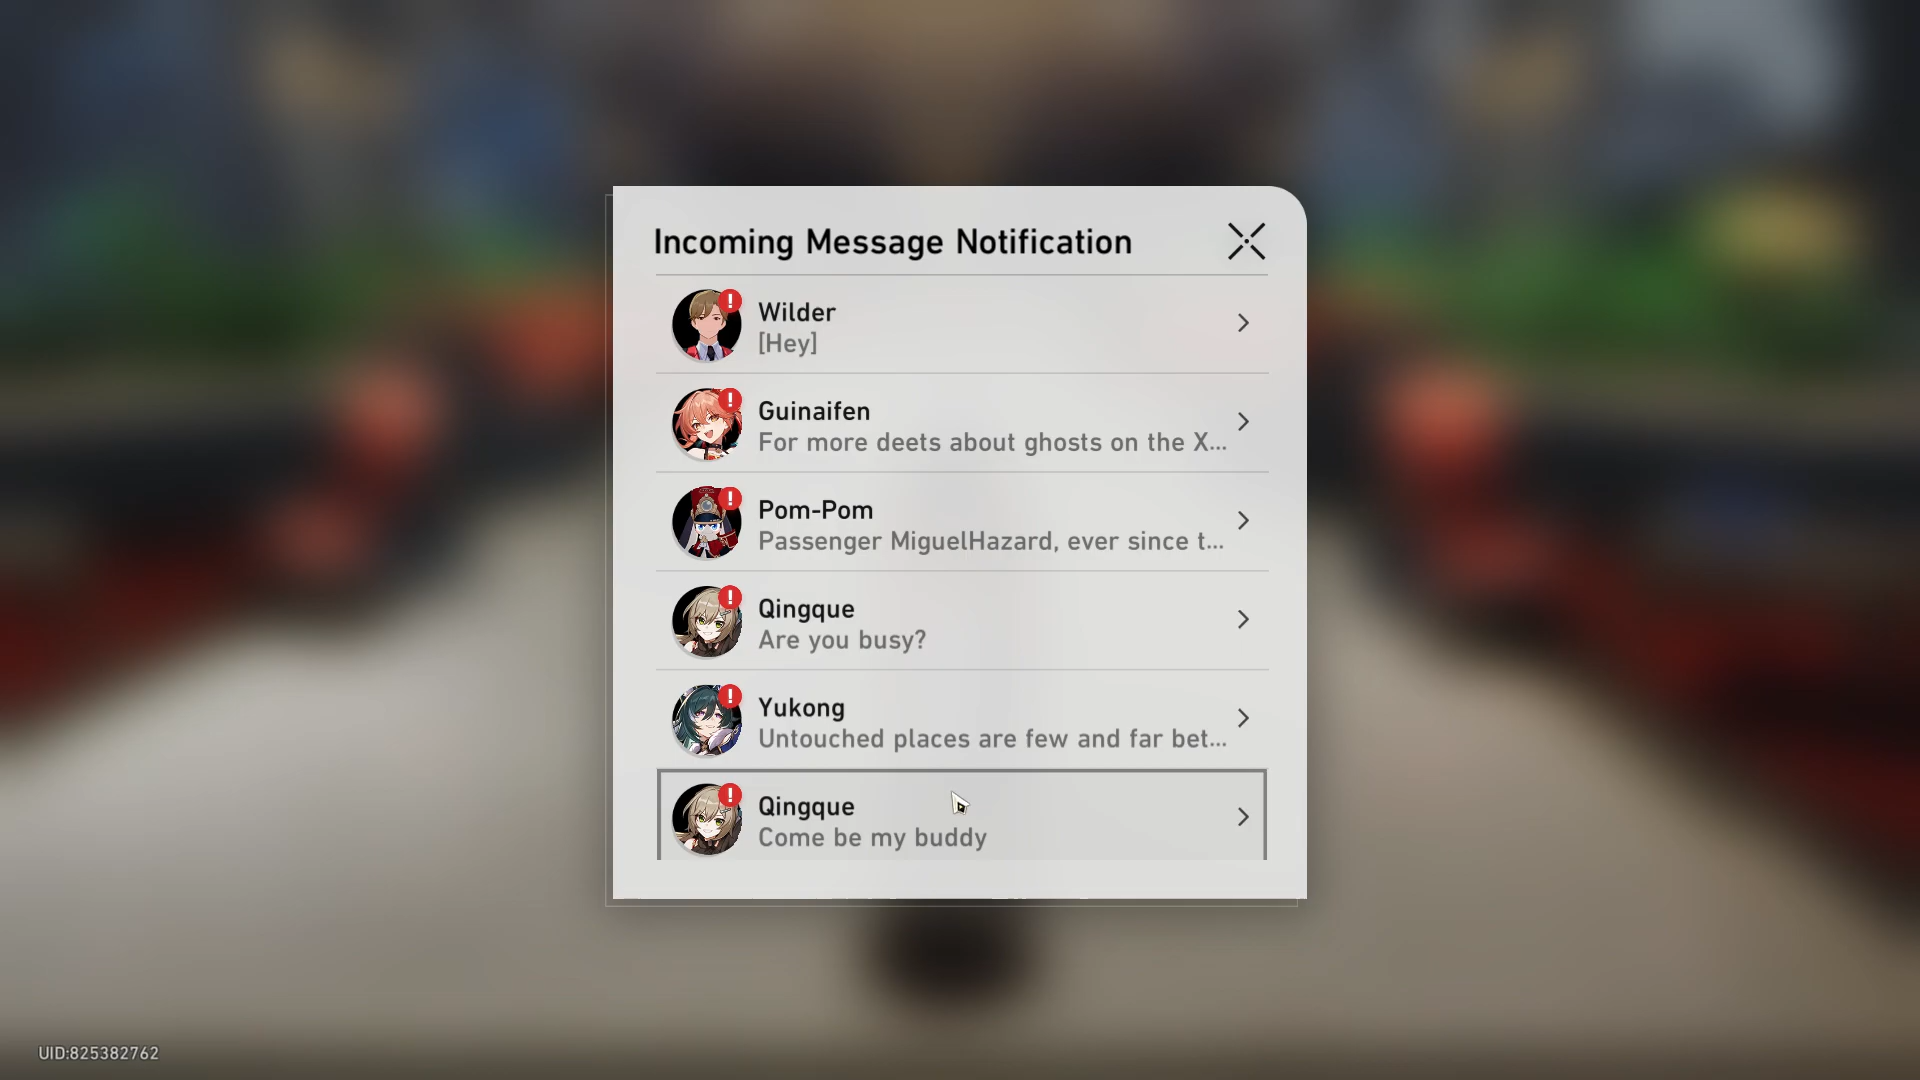 Incoming Message Notification
Wilder
[Hey]
Guinaifen
For more deets about ghosts on the X...
Pom-Pom
Passenger MiguelHazard, ever since t...
Qingque
Are you busy?
Yukong
Untouched places are few and far bet...
Qingque
Come be my buddy
UID:825382762